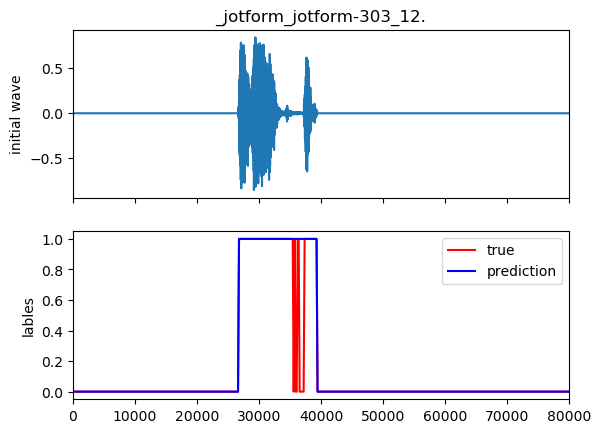 _jotform_jotform-303_12.
initial wave
0.5
0.0
−0.5
lables
1.0
0.8
0.6
0.4
0.2
0.0
true
prediction
0 10000 20000 30000 40000 50000 60000 70000 80000